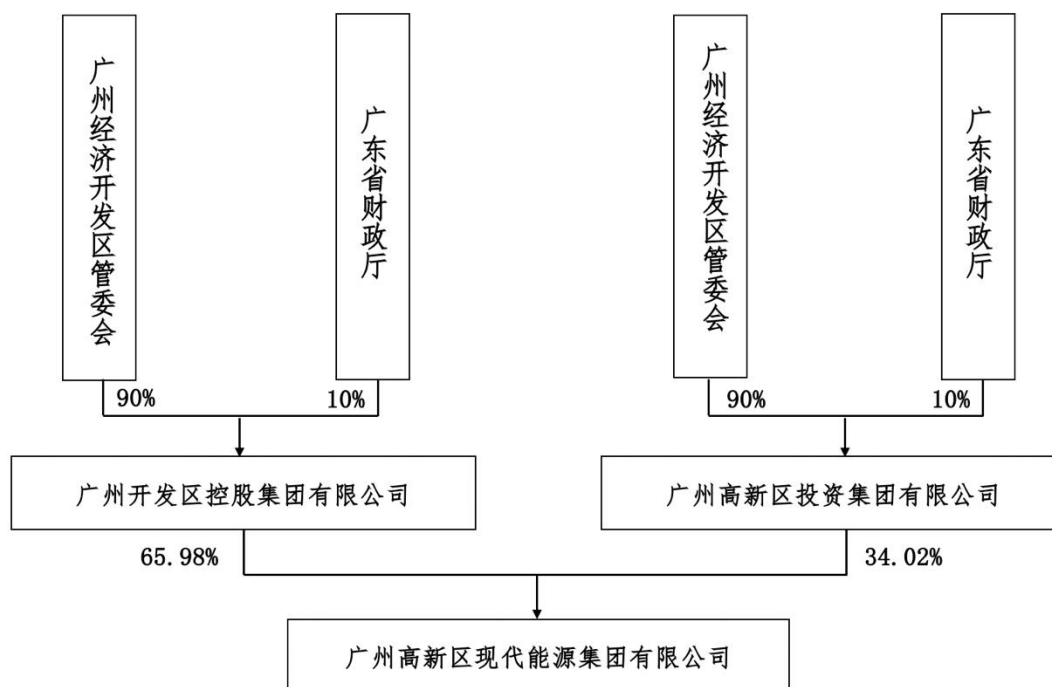 广州经济开发区管委会
广东省财政厅
广州经济开发区管委会
广东省财政厅
90%
10%
90%
10%
广州开发区控股集团有限公司
广州高新区投资集团有限公司
65.98%
34.02%
广州高新区现代能源集团有限公司